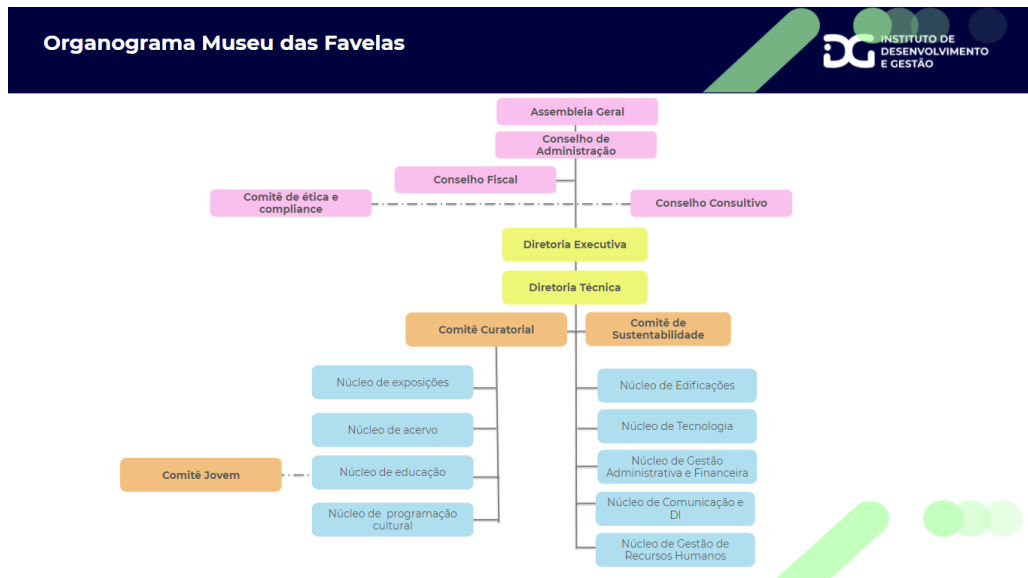 Organograma Museu das Favelas
INSTITUTO DE
DESENVOLVIMENTO
E GESTÃO
Assembleia Geral
Conselho de
Administração
Conselho Fiscal
Comitê de ética e
compliance
Conselho Consultivo
Diretoria Executiva
Diretoria Técnica
Comitê Curatorial
Comitê de
Sustentabilidade
Núcleo de exposições
Núcleo de Edificações
Núcleo de acervo
Núcleo de Tecnologia
Comitê Jovem
Núcleo de educação
Núcleo de Gestão
Administrativa e Financeira
Núcleo de programação
cultural
Núcleo de Comunicação e
DI
Núcleo de Gestão de
Recursos Humanos